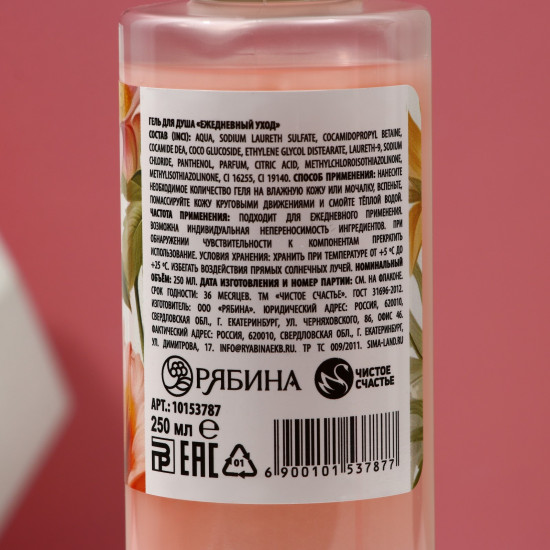 ГЕЛЬ ДЛЯ ДУША «ЕЖЕДНЕВНЫЙ УХОД»
СОСТАВ (INCI): AQUA, SODIUM LAURETH SULFATE, COCAMIDOPROPYL BETAINE,
COCAMIDE DEA, COCO GLUCOSIDE, ETHYLENE GLYCOL DISTEARATE, LAURETH-9, SODIUM
CHLORIDE, PANTHENOL, PARFUM, CITRIC ACID, METHYLCHLOROISOTHIAZOLINONE,
METHYLISOTHIAZOLINONE, CI 16255, CI 19140. СПОСОБ ПРИМЕНЕНИЯ: НАНЕСИТЕ
НЕОБХОДИМОЕ КОЛИЧЕСТВО ГЕЛЯ НА ВЛАЖНУЮ КОЖУ ИЛИ МОЧАЛКУ, ВСПЕНЬТЕ,
ПОМАССИРУЙТЕ КОЖУ КРУГОВЫМИ ДВИЖЕНИЯМИ И СМОЙТЕ ТЁПЛОЙ ВОДОЙ.
ЧАСТОТА ПРИМЕНЕНИЯ: ПОДХОДИТ ДЛЯ ЕЖЕДНЕВНОГО ПРИМЕНЕНИЯ.
ВОЗМОЖНА ИНДИВИДУАЛЬНАЯ НЕПЕРЕНОСИМОСТЬ ИНГРЕДИЕНТОВ. ПРИ
ОБНАРУЖЕНИИ ЧУВСТВИТЕЛЬНОСТИ К КОМПОНЕНТАМ ПРЕКРАТИТЬ
ИСПОЛЬЗОВАНИЕ. УСЛОВИЯ ХРАНЕНИЯ: ХРАНИТЬ ПРИ ТЕМПЕРАТУРЕ ОТ +5 °C ДО
+25 °C. ИЗБЕГАТЬ ВОЗДЕЙСТВИЯ ПРЯМЫХ СОЛНЕЧНЫХ ЛУЧЕЙ. НОМИНАЛЬНЫЙ
ОБЪЁМ: 250 МЛ. ДАТА ИЗГОТОВЛЕНИЯ И НОМЕР ПАРТИИ: СМ. НА ФЛАКОНЕ.
СРОК ГОДНОСТИ: 36 МЕСЯЦЕВ. ТМ «ЧИСТОЕ СЧАСТЬЕ». ГОСТ 31696-2012.
ИЗГОТОВИТЕЛЬ: ООО «РЯБИНА». ЮРИДИЧЕСКИЙ АДРЕС: РОССИЯ, 620010,
СВЕРДЛОВСКАЯ ОБЛ., Г. ЕКАТЕРИНБУРГ, УЛ. ЧЕРНЯХОВСКОГО, 86, ОФИС 46.
ФАКТИЧЕСКИЙ АДРЕС: РОССИЯ, 620010, СВЕРДЛОВСКАЯ ОБЛ., Г. ЕКАТЕРИНБУРГ,
УЛ. ДИМИТРОВА, 17. INFO@RYABINAEKB.RU. ТР ТС 009/2011. SIMA-LAND.RU
РЯБИНА
ЧИСТОЕ
СЧАСТЬЕ
АРТ.: 10153787
250 МЛ e
EAC
01
6 900101 537877